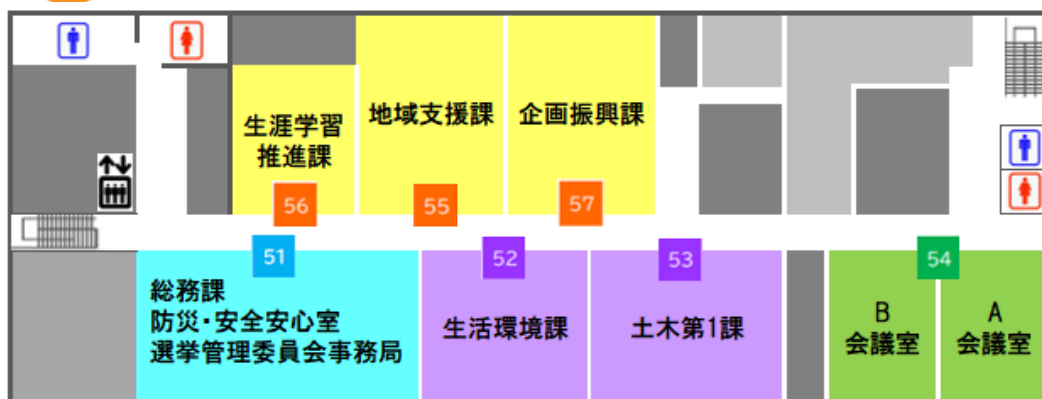 生涯学習
推進課
地域支援課
企画振興課
56
55
57
51
52
53
54
総務課
防災・安全安心室
選挙管理委員会事務局
生活環境課
土木第1課
B
会議室
A
会議室